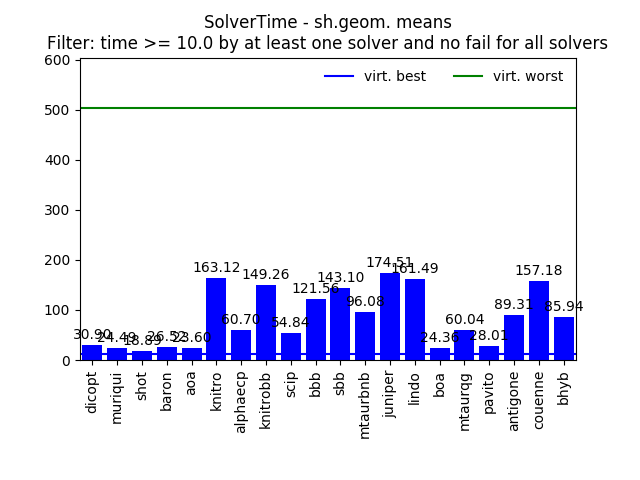 SolverTime - sh.geom. means
Filter: time >= 10.0 by at least one solver and no fail for all solvers
virt. best
virt. worst
600
500
400
300
200
100
0
30.90
24.49
18.89
26.52
23.60
163.12
60.70
149.26
54.84
121.56
143.10
96.08
174.51
161.49
24.36
60.04
28.01
89.31
157.18
85.94
dicopt
muriqui
shot
baron
aoa
knitro
alphaecp
knitrobb
scip
bbb
sbb
mtaurbnb
juniper
lindo
boa
mtaurqg
pavito
antigone
couenne
bhyb